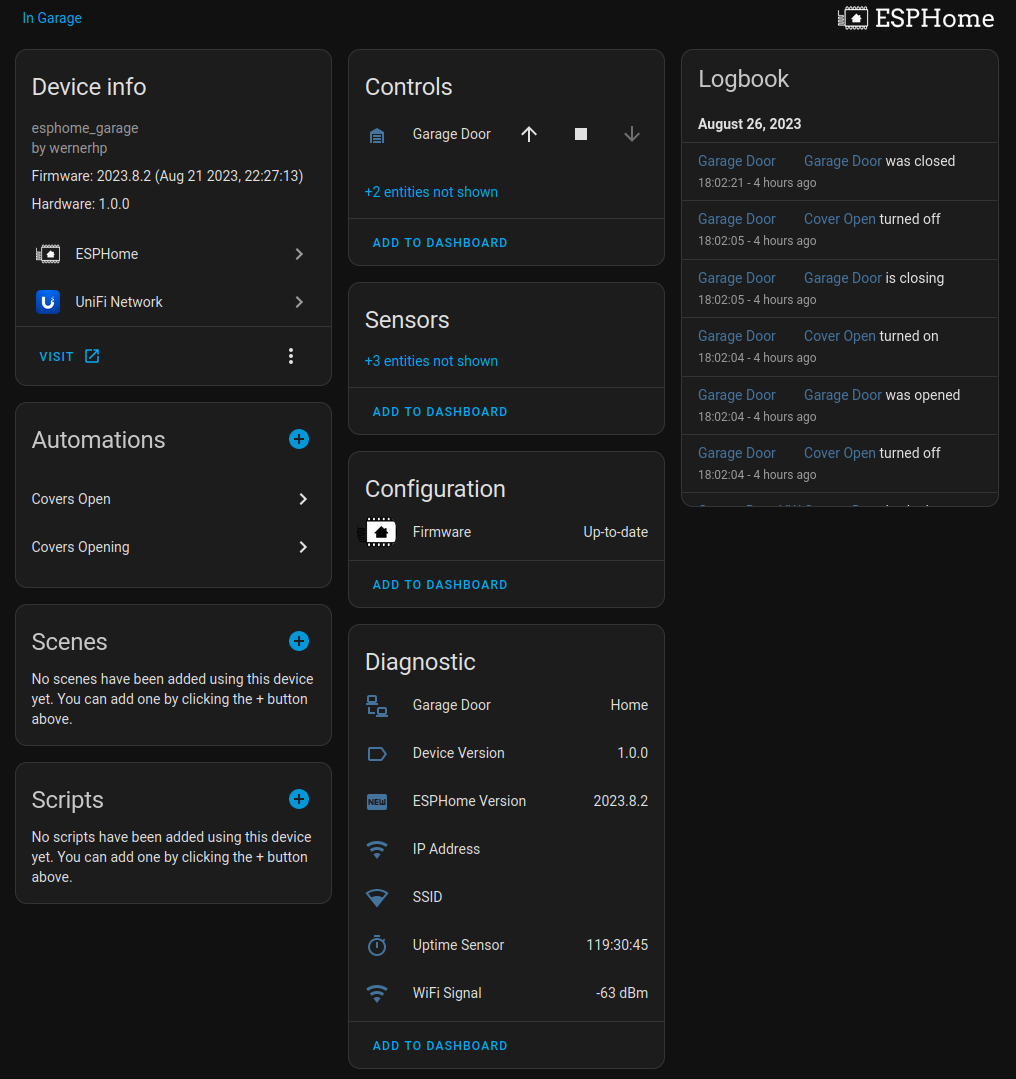 In Garage
ESPHome
Device info
esphome_garage
by wernerhp
Firmware: 2023.8.2 (Aug 21 2023, 22:27:13)
Hardware: 1.0.0
ESPHome
UniFi Network
VISIT
Automations
Covers Open
Covers Opening
Scenes
No scenes have been added using this device
yet. You can add one by clicking the + button
above.
Scripts
No scripts have been added using this device
yet. You can add one by clicking the + button
above.
Controls
Garage Door
+2 entities not shown
ADD TO DASHBOARD
Sensors
+3 entities not shown
ADD TO DASHBOARD
Configuration
Firmware Up-to-date
ADD TO DASHBOARD
Diagnostic
Garage Door Home
Device Version 1.0.0
NEW ESPHome Version 2023.8.2
IP Address
SSID
Uptime Sensor 119:30:45
WiFi Signal -63 dBm
ADD TO DASHBOARD
Logbook
August 26, 2023
Garage Door Garage Door was closed
18:02:21 - 4 hours ago
Garage Door Cover Open turned off
18:02:05 - 4 hours ago
Garage Door Garage Door is closing
18:02:05 - 4 hours ago
Garage Door Cover Open turned on
18:02:04 - 4 hours ago
Garage Door Garage Door was opened
18:02:04 - 4 hours ago
Garage Door Cover Open turned off
18:02:04 - 4 hours ago